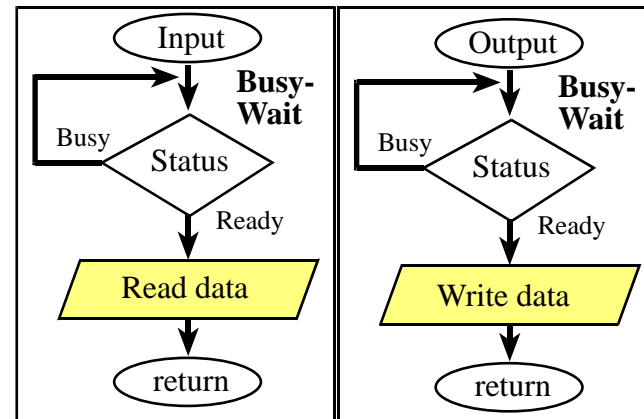 Input
Busy-
Wait
Busy
Status
Ready
Read data
return
Output
Busy-
Wait
Busy
Status
Ready
Write data
return